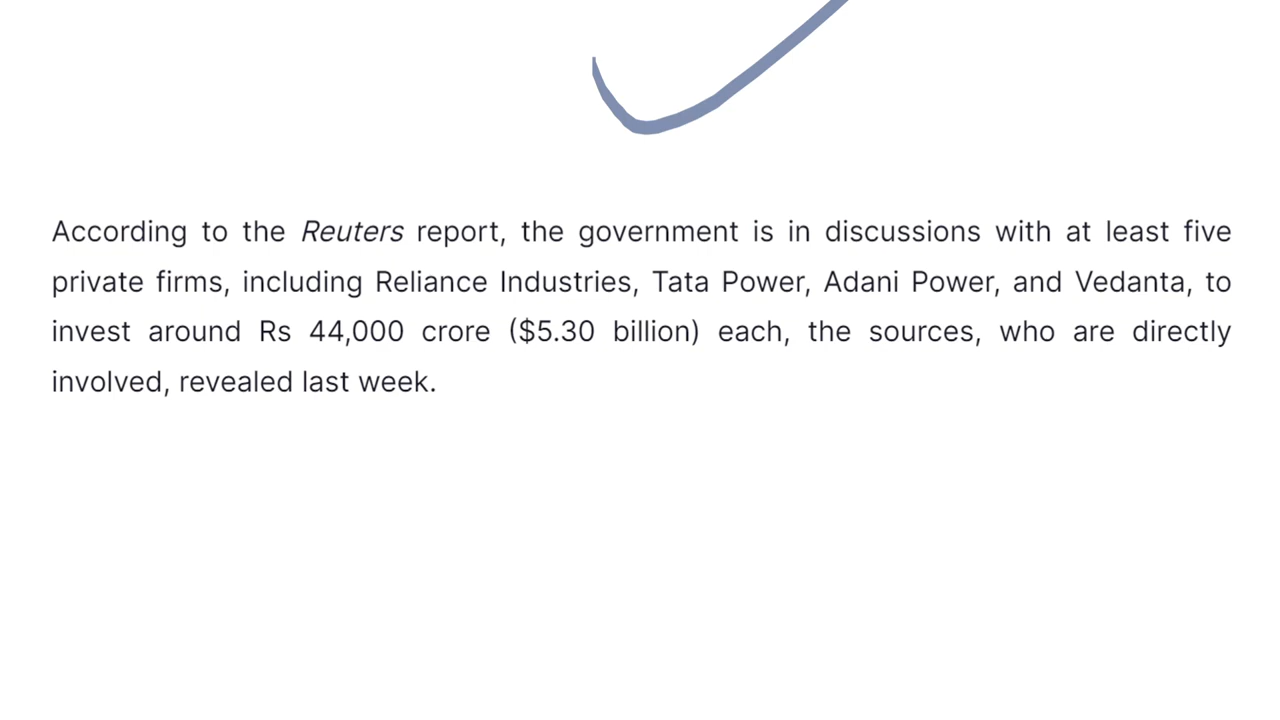 According to the Reuters report, the government is in discussions with at least five
private firms, including Reliance Industries, Tata Power, Adani Power, and Vedanta, to
invest around Rs 44,000 crore ($5.30 billion) each, the sources, who are directly
involved, revealed last week.